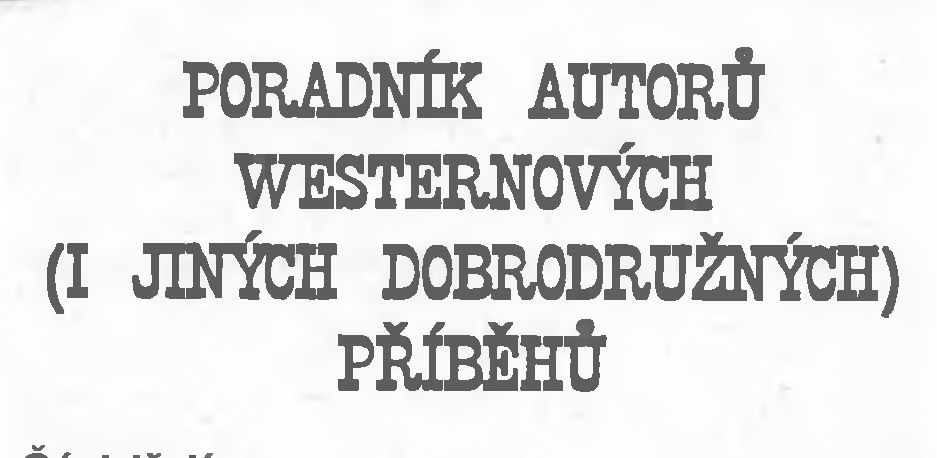 PORADNÍK AUTORŮ
WESTERNOVÝCH
(I JINÝCH DOBRODRUŽNÝCH)
PŘÍBĚHŮ